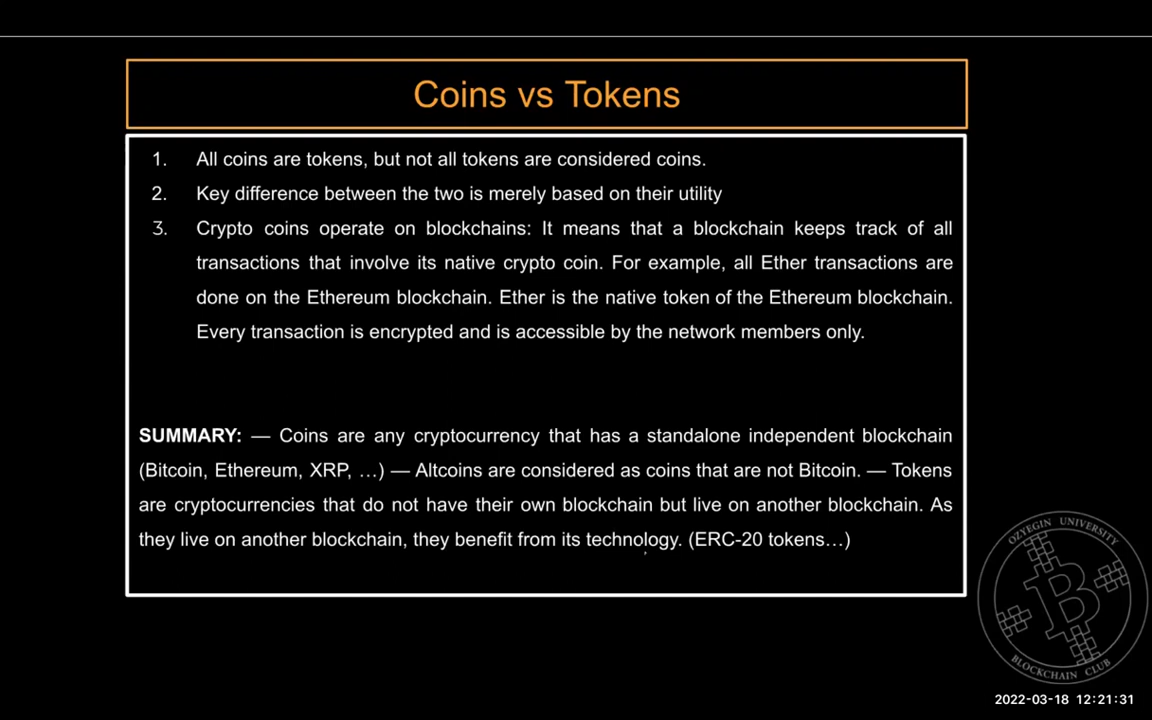 Coins vs Tokens
1. All coins are tokens, but not all tokens are considered coins.
2. Key difference between the two is merely based on their utility
3. Crypto coins operate on blockchains: It means that a blockchain keeps track of all
transactions that involve its native crypto coin. For example, all Ether transactions are
done on the Ethereum blockchain. Ether is the native token of the Ethereum blockchain.
Every transaction is encrypted and is accessible by the network members only.
SUMMARY: — Coins are any cryptocurrency that has a standalone independent blockchain
(Bitcoin, Ethereum, XRP, …) — Altcoins are considered as coins that are not Bitcoin. — Tokens
are cryptocurrencies that do not have their own blockchain but live on another blockchain. As
they live on another blockchain, they benefit from its technology. (ERC-20 tokens…)
OZYEGIN UNIVERSITY
BLOCKCHAIN CLUB
2022-03-18 12:21:31